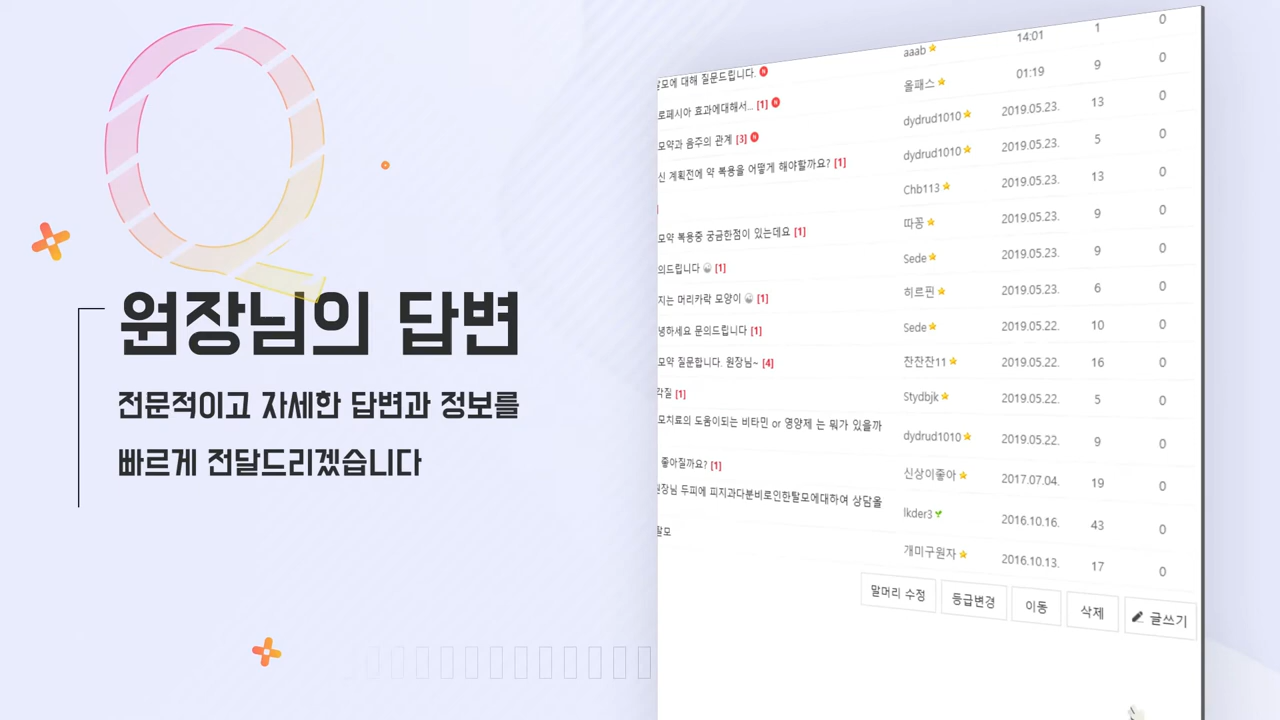 Q
원장님의 답변
전문적이고 자세한 답변과 정보를
빠르게 전달드리겠습니다
aaab 14:01 1 0
탈모에 대해 질문드립니다. N 올패스 01:19 9 0
로페시아 효과에대해서... [1] N dydrud1010 2019.05.23. 13 0
모약과 음주의 관계 [3] N dydrud1010 2019.05.23. 5 0
신 계획전에 약 복용을 어떻게 해야할까요? [1] Chb113 2019.05.23. 13 0
따꽁 2019.05.23. 9 0
모약 복용중 궁금한점이 있는데요 [1] Sede 2019.05.23. 9 0
의드립니다 [1] 히르핀 2019.05.23. 6 0
지는 머리카락 모양이 [1] Sede 2019.05.22. 10 0
녕하세요 문의드립니다 [1] 잔잔잔11 2019.05.22. 16 0
모약 질문합니다. 원장님~ [4] Stydbjk 2019.05.22. 5 0
각질 [1]
모치료의 도움이되는 비타민 or 영양제 는 뭐가 있을까 dydrud1010 2019.05.22. 9 0
좋아질까요? [1] 신상이좋아 2017.07.04. 19 0
원장님 두피에 피지과다분비로인한탈모에대하여 상담올 lkder3 2016.10.16. 43 0
탈모 개미구원자 2016.10.13. 17 0
말머리 수정 등급변경 이동 삭제 글쓰기